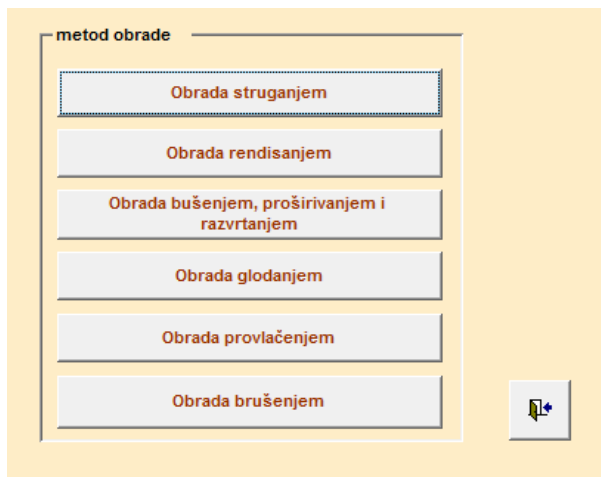 metod obrade
Obrada struganjem
Obrada rendisanjem
Obrada bušenjem, proširivanjem i
razvrtanjem
Obrada glodanjem
Obrada provlačenjem
Obrada brušenjem